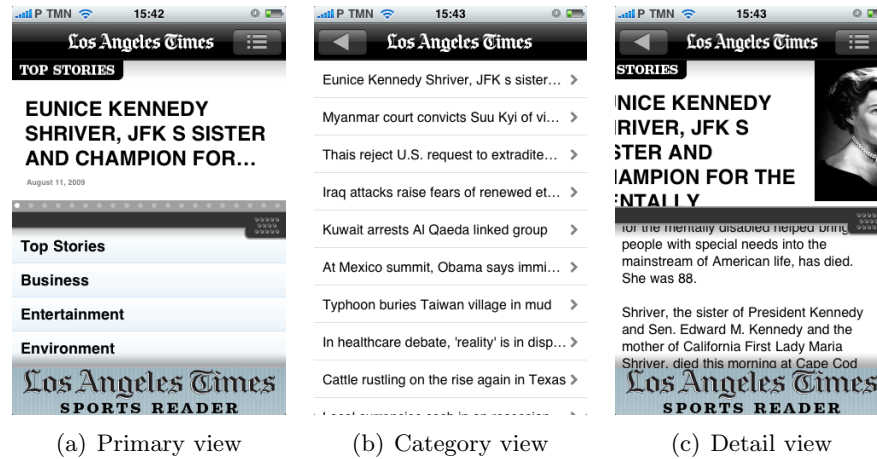 P TMN 15:42
Los Angeles Times
TOP STORIES
EUNICE KENNEDY
SHRIVER, JFK S SISTER
AND CHAMPION FOR...
August 11, 2009
Top Stories
Business
Entertainment
Environment
Los Angeles Times
SPORTS READER
(a) Primary view
P TMN 15:43
Los Angeles Times
Eunice Kennedy Shriver, JFK s sister...
Myanmar court convicts Suu Kyi of vi...
Thais reject U.S. request to extradite...
Iraq attacks raise fears of renewed et...
Kuwait arrests Al Qaeda linked group
At Mexico summit, Obama says immi...
Typhoon buries Taiwan village in mud
In healthcare debate, 'reality' is in disp...
Cattle rustling on the rise again in Texas
(b) Category view
P TMN 15:43
Los Angeles Times
STORIES
NICE KENNEDY
RIVER, JFK S
STER AND
AMPION FOR THE
ENTALLY
for the mentally disabled helped bring
people with special needs into the
mainstream of American life, has died.
She was 88.
Shriver, the sister of President Kennedy
and Sen. Edward M. Kennedy and the
mother of California First Lady Maria
Shriver, died this morning at Cape Cod
Los Angeles Times
SPORTS READER
(c) Detail view